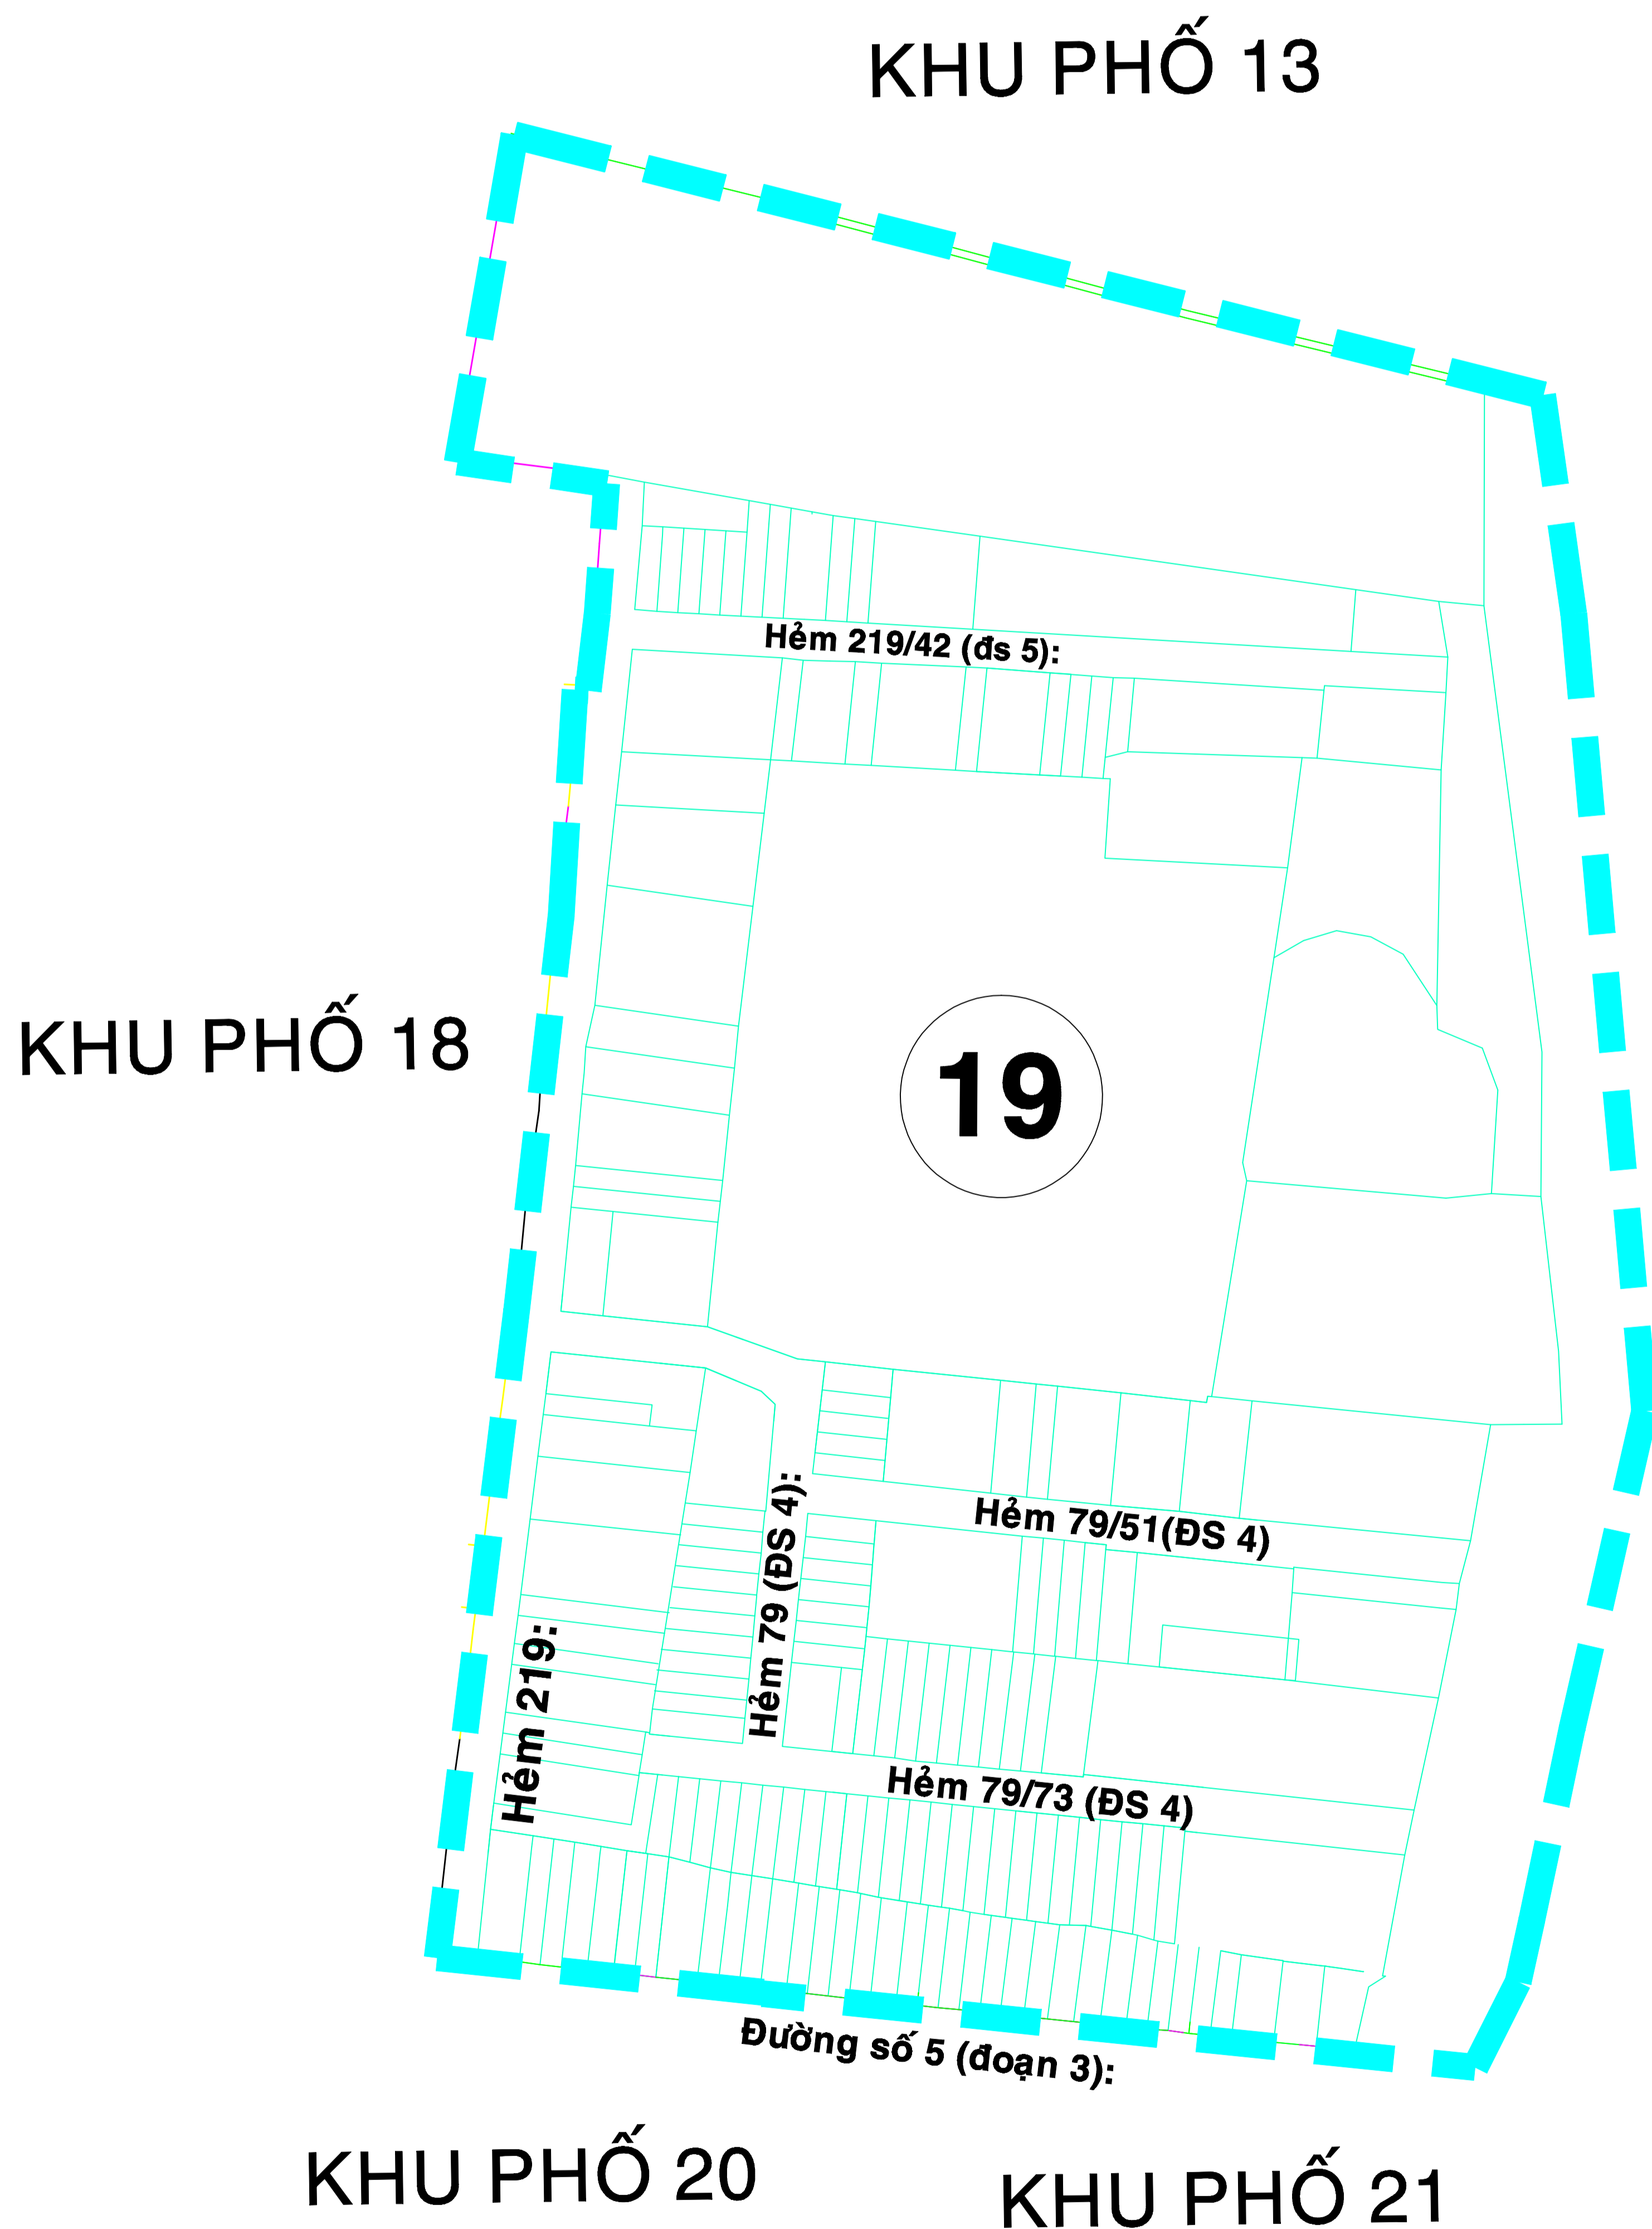 KHU PHỐ 13
Hẻm 219/42 (đs 5):
KHU PHỐ 18
19
Hẻm 79/51(ĐS 4)
Hẻm 79 (ĐS 4):
Hẻm 219:
Hẻm 79/73 (ĐS 4)
Đường số 5 (đoạn 3):
KHU PHỐ 20
KHU PHỐ 21